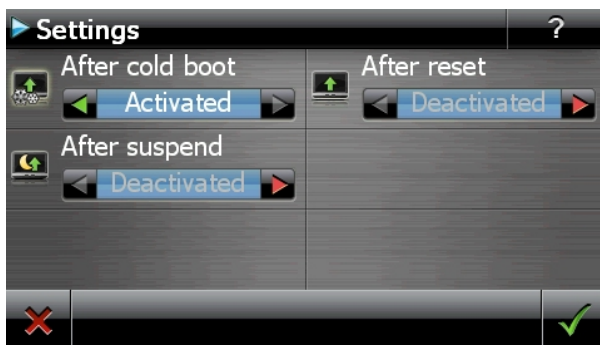 Settings
?
After cold boot
Activated
After reset
Deactivated
After suspend
Deactivated